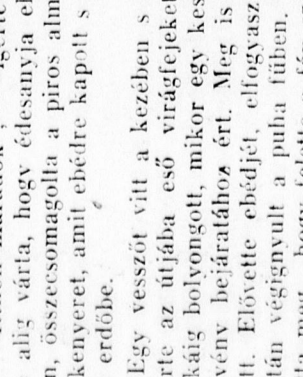 alig várta, hogy édesanyja el
összecsomagolta a piros alm
kenyeret, amit ebédre kapott s
erdőbe.
Egy vesszőt vitt a kezében s
rte az útjába eső virágfejeket
káig bolyongott, mikor egy kes
vény bejáratához ért. Meg is
tt. Elővette ebédjét, elfogyasz
tán végignyult a puha fűben.